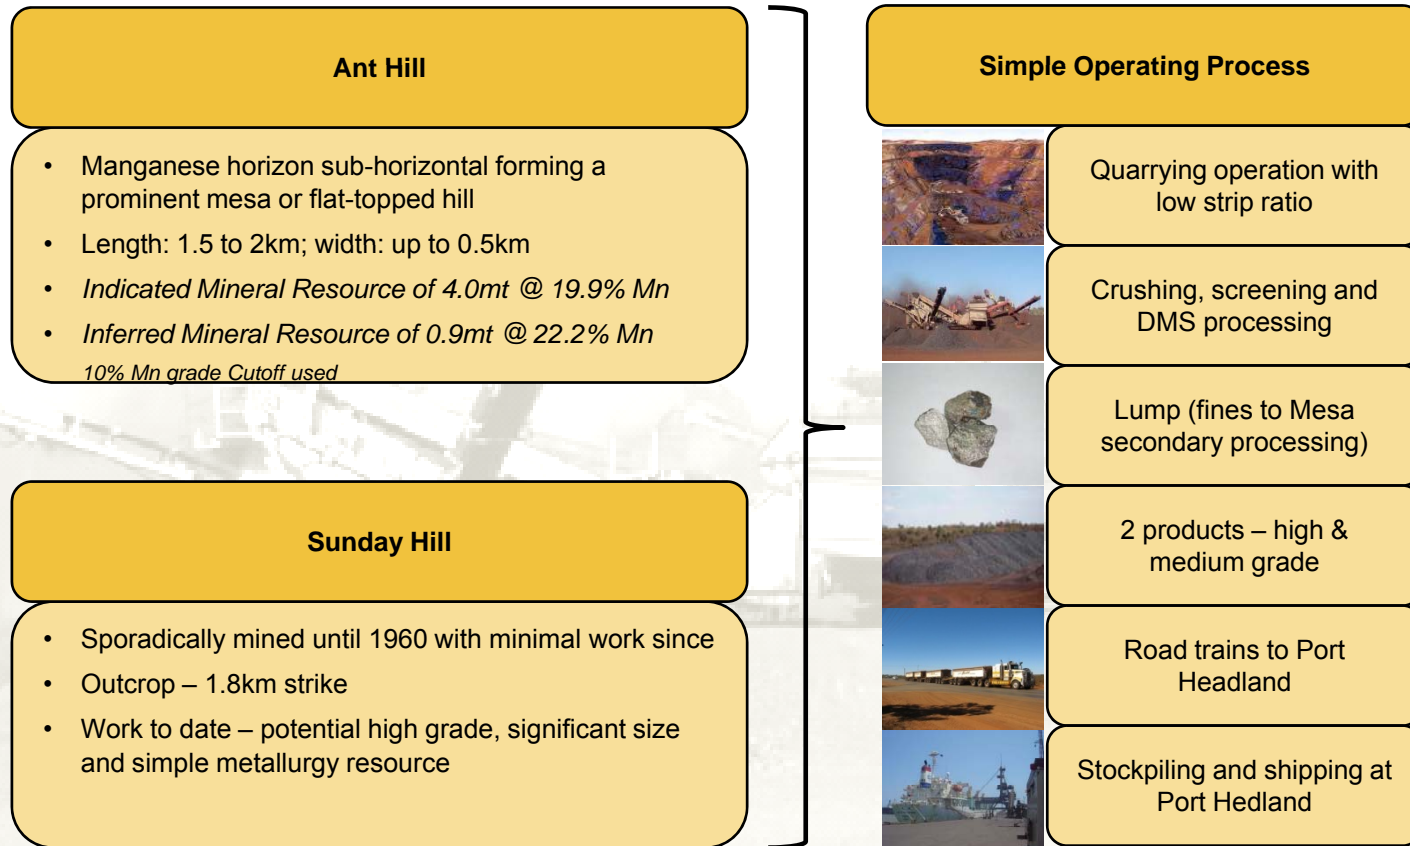 Ant Hill
• Manganese horizon sub-horizontal forming a
prominent mesa or flat-topped hill
• Length: 1.5 to 2km; width: up to 0.5km
• Indicated Mineral Resource of 4.0mt @ 19.9% Mn
• Inferred Mineral Resource of 0.9mt @ 22.2% Mn
10% Mn grade Cutoff used
Sunday Hill
• Sporadically mined until 1960 with minimal work since
• Outcrop – 1.8km strike
• Work to date – potential high grade, significant size
and simple metallurgy resource
Simple Operating Process
Quarrying operation with
low strip ratio
Crushing, screening and
DMS processing
Lump (fines to Mesa
secondary processing)
2 products – high &
medium grade
Road trains to Port
Headland
Stockpiling and shipping at
Port Hedland